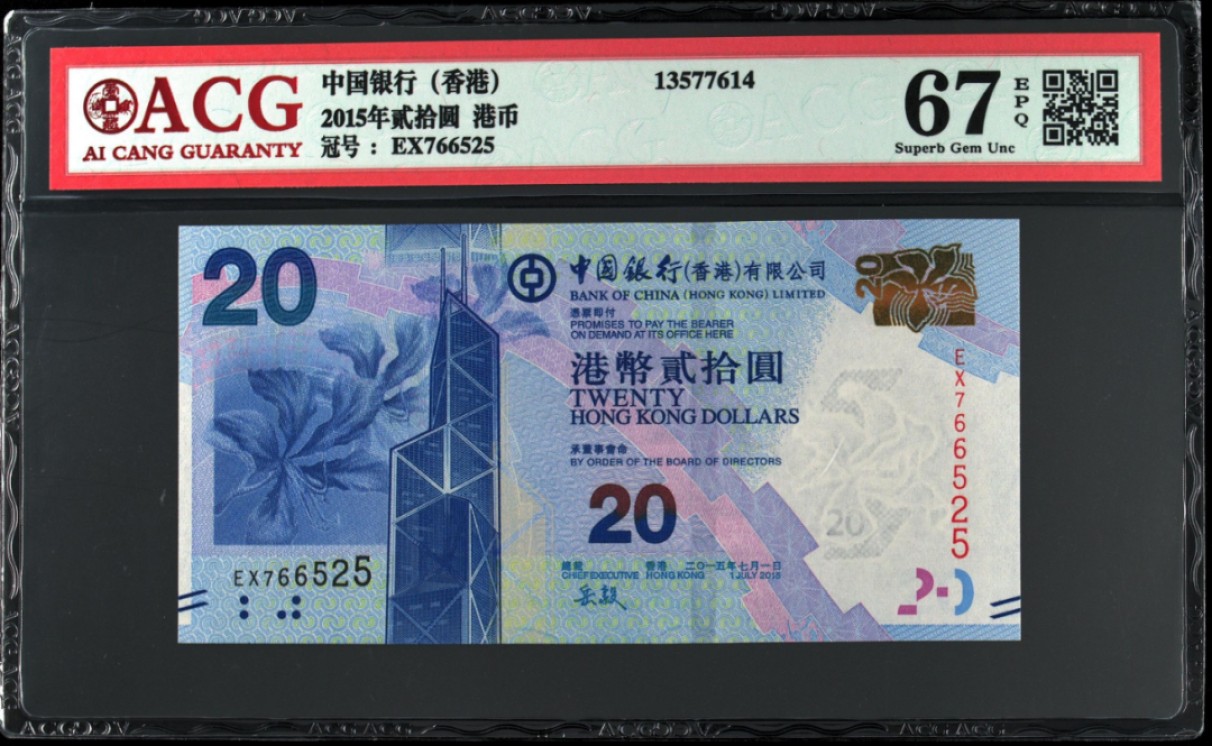 ACG
AI CANG GUARANTY
中国银行（香港）
2015年貳拾圆 港币
冠号：EX766525
13577614
67
EPQ
Superb Gem Unc
20
中國銀行(香港)有限公司
BANK OF CHINA (HONG KONG) LIMITED
憑票即付
PROMISES TO PAY THE BEARER
ON DEMAND AT ITS OFFICE HERE
港幣貳拾圓
TWENTY
HONG KONG DOLLARS
承董事會命
BY ORDER OF THE BOARD OF DIRECTORS
20
總裁 香港 二〇一五年七月一日
CHIEF EXECUTIVE HONG KONG 1 JULY 2015
岳毅
EX766525
20
EX766525
20